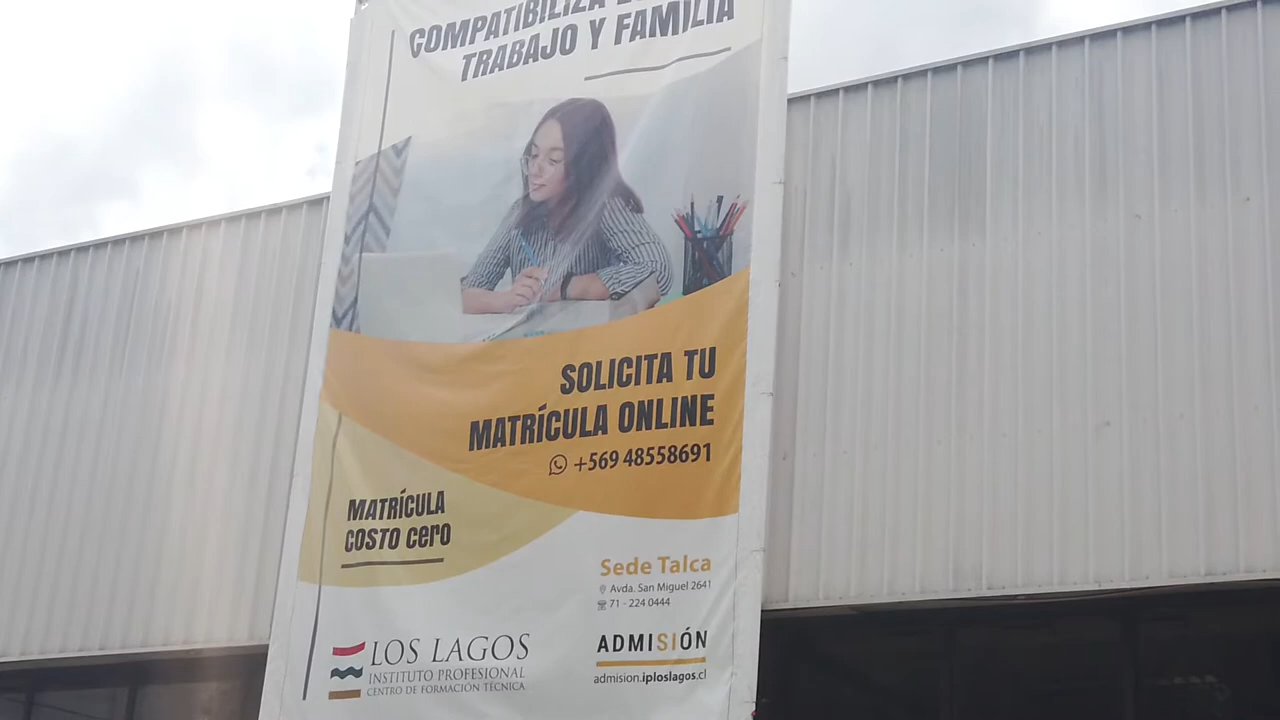 COMPATIBILIZA
TRABAJO Y FAMILIA
SOLICITA TU
MATRÍCULA ONLINE
+569 48558691
MATRÍCULA
COSTO cero
Sede Talca
Avda. San Miguel 2641
71 - 224 0444
ADMISIÓN
admision.iploslagos.cl
LOS LAGOS
INSTITUTO PROFESIONAL
CENTRO DE FORMACIÓN TÉCNICA